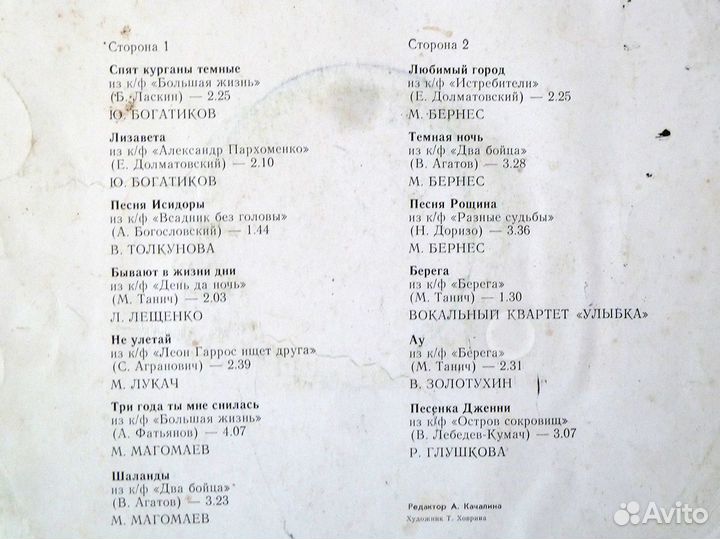 Сторона 1
Спят курганы темные
из к/ф «Большая жизнь»
(Б. Ласкин) — 2.25
Ю. БОГАТИКОВ
Лизавета
из к/ф «Александр Пархоменко»
(Е. Долматовский) — 2.10
Ю. БОГАТИКОВ
Песня Исидоры
из к/ф «Всадник без головы»
(А. Богословский) — 1.44
В. ТОЛКУНОВА
Бывают в жизни дни
из к/ф «День да ночь»
(М. Танич) — 2.03
Л. ЛЕЩЕНКО
Не улетай
из к/ф «Леон Гаррос ищет друга»
(С. Агранович) — 2.39
М. ЛУКАЧ
Три года ты мне снилась
из к/ф «Большая жизнь»
(А. Фатьянов) — 4.07
М. МАГОМАЕВ
Шаланды
из к/ф «Два бойца»
(В. Агатов) — 3.23
М. МАГОМАЕВ
Сторона 2
Любимый город
из к/ф «Истребители»
(Е. Долматовский) — 2.25
М. БЕРНЕС
Темная ночь
из к/ф «Два бойца»
(В. Агатов) — 3.28
М. БЕРНЕС
Песня Рощина
из к/ф «Разные судьбы»
(Н. Доризо) — 3.36
М. БЕРНЕС
Берега
из к/ф «Берега»
(М. Танич) — 1.30
ВОКАЛЬНЫЙ КВАРТЕТ «УЛЫБКА»
Ау
из к/ф «Берега»
(М. Танич) — 2.31
В. ЗОЛОТУХИН
Песенка Дженни
из к/ф «Остров сокровищ»
(В. Лебедев-Кумач) — 3.07
Р. ГЛУШКОВА
Редактор А. Качалина
Художник Т. Ховрина
Avito